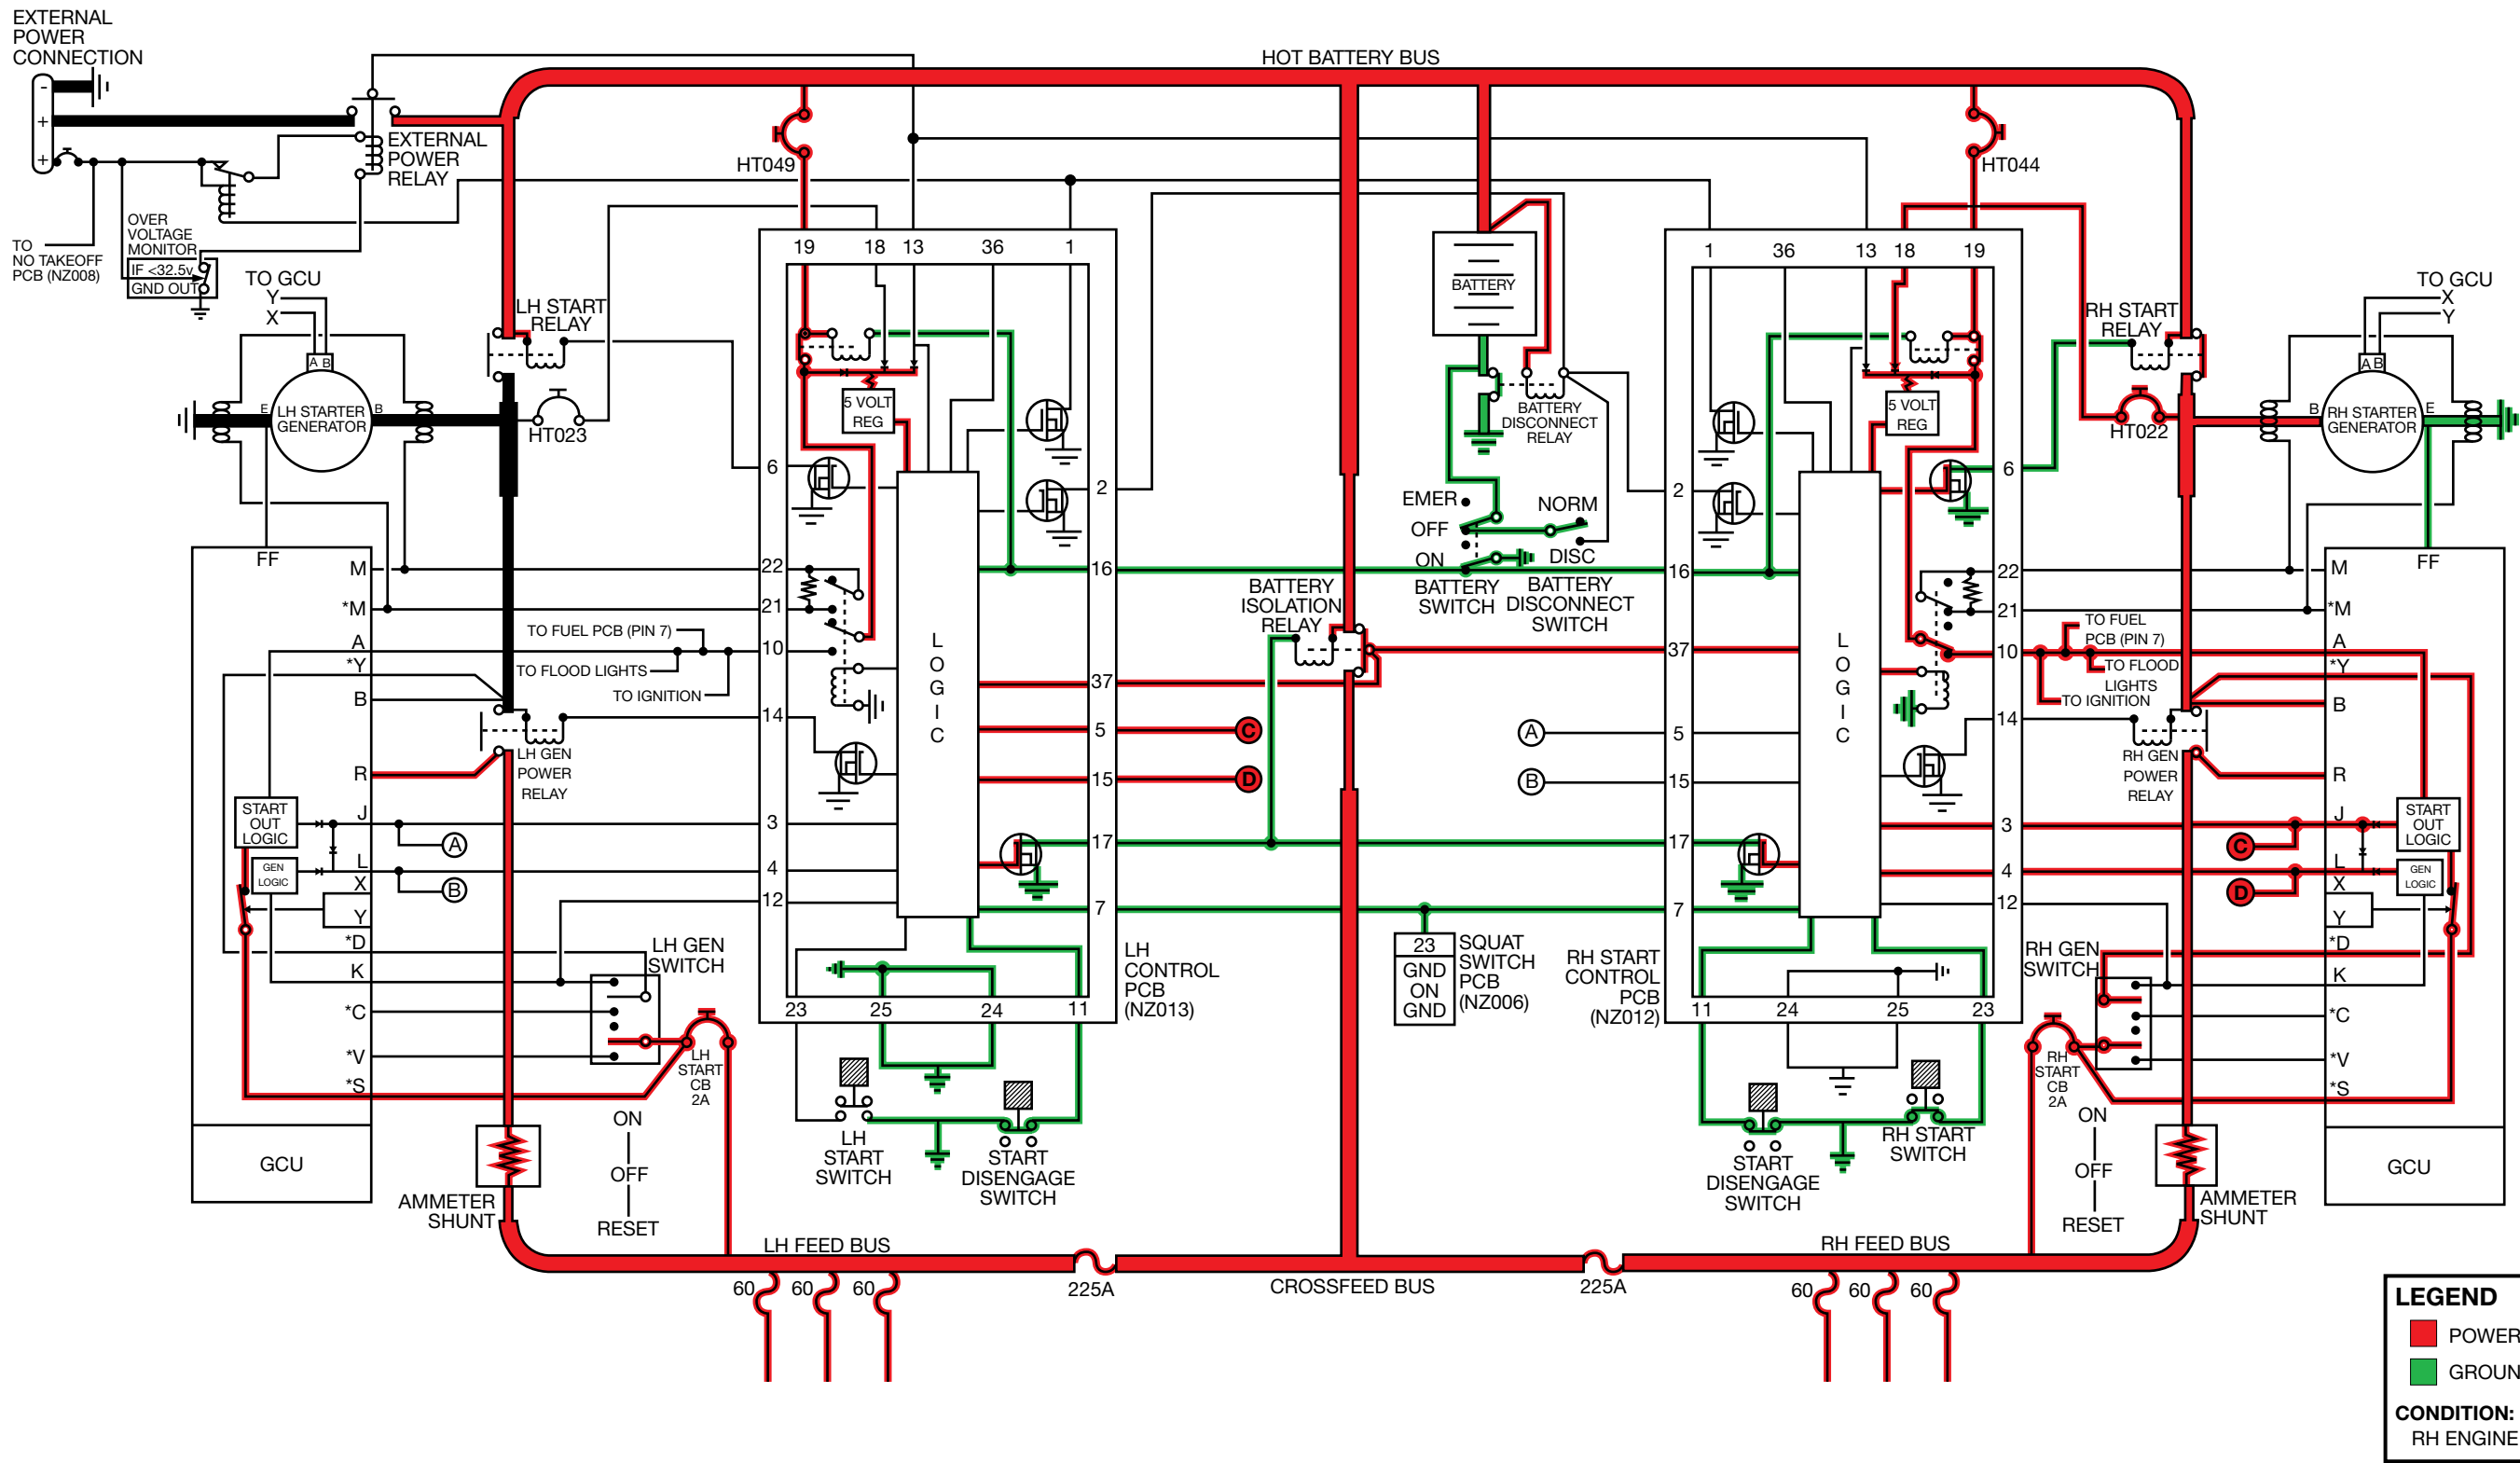 EXTERNAL
POWER
CONNECTION
-
+
+
EXTERNAL
POWER
RELAY
TO
NO TAKEOFF
PCB (NZ008)
OVER
VOLTAGE
MONITOR
IF <32.5v
GND OUT
HOT BATTERY BUS
HT049
HT044
TO GCU
Y
X
A B
E
LH STARTER
GENERATOR
B
LH START
RELAY
HT023
19 18 13 36 1
5 VOLT
REG
6
2
22
16
21
10
37
14
5
15
3
17
4
12
7
L
O
G
I
C
23 25 24 11
LH
CONTROL
PCB
(NZ013)
BATTERY
BATTERY
DISCONNECT
RELAY
EMER
OFF
ON
NORM
DISC
BATTERY
SWITCH
BATTERY
DISCONNECT
SWITCH
BATTERY
ISOLATION
RELAY
C
D
A
B
1 36 13 18 19
5 VOLT
REG
2
6
16
22
21
37
10
14
5
15
3
17
4
12
7
L
O
G
I
C
11 24 25 23
RH START
CONTROL
PCB
(NZ012)
23
GND
ON
GND
SQUAT
SWITCH
PCB
(NZ006)
RH START
RELAY
HT022
TO GCU
X
Y
A B
B
RH STARTER
GENERATOR
E
FF
M
*M
A
*Y
B
R
J
L
X
Y
*D
K
*C
*V
*S
START
OUT
LOGIC
GEN
LOGIC
GCU
A
B
TO FUEL PCB (PIN 7)
TO FLOOD LIGHTS
TO IGNITION
LH GEN
POWER
RELAY
LH GEN
SWITCH
LH
START
CB
2A
ON
OFF
RESET
AMMETER
SHUNT
LH
START
SWITCH
START
DISENGAGE
SWITCH
START
DISENGAGE
SWITCH
RH START
SWITCH
TO FUEL
PCB (PIN 7)
TO FLOOD
LIGHTS
TO IGNITION
RH GEN
POWER
RELAY
C
D
RH GEN
SWITCH
RH
START
CB
2A
ON
OFF
RESET
AMMETER
SHUNT
FF
M
*M
A
*Y
B
R
J
L
X
Y
*D
K
*C
*V
*S
START
OUT
LOGIC
GEN
LOGIC
GCU
LH FEED BUS
RH FEED BUS
60 60 60
225A
CROSSFEED BUS
225A
60 60 60
LEGEND
POWER
GROUN
CONDITION:
RH ENGINE